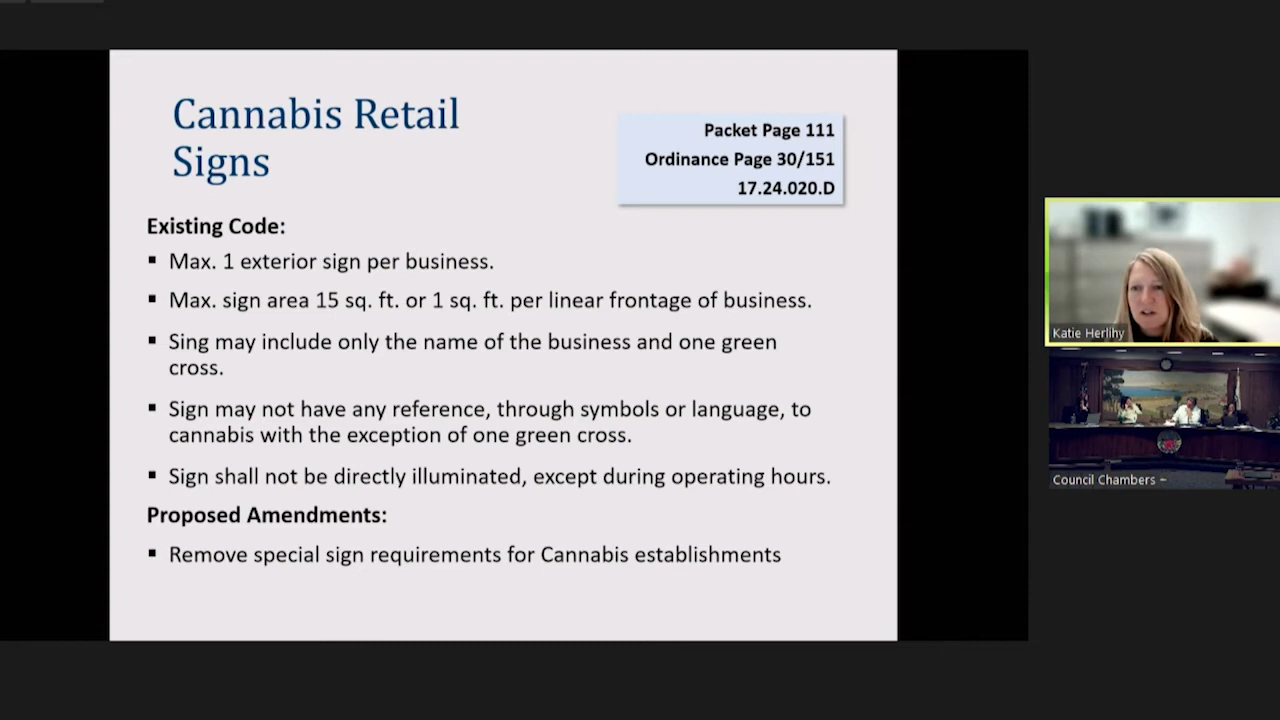 Cannabis Retail
Signs
Packet Page 111
Ordinance Page 30/151
17.24.020.D
Existing Code:
▪ Max. 1 exterior sign per business.
▪ Max. sign area 15 sq. ft. or 1 sq. ft. per linear frontage of business.
▪ Sing may include only the name of the business and one green
cross.
▪ Sign may not have any reference, through symbols or language, to
cannabis with the exception of one green cross.
▪ Sign shall not be directly illuminated, except during operating hours.
Proposed Amendments:
▪ Remove special sign requirements for Cannabis establishments
Katie Herlihy
Council Chambers ~